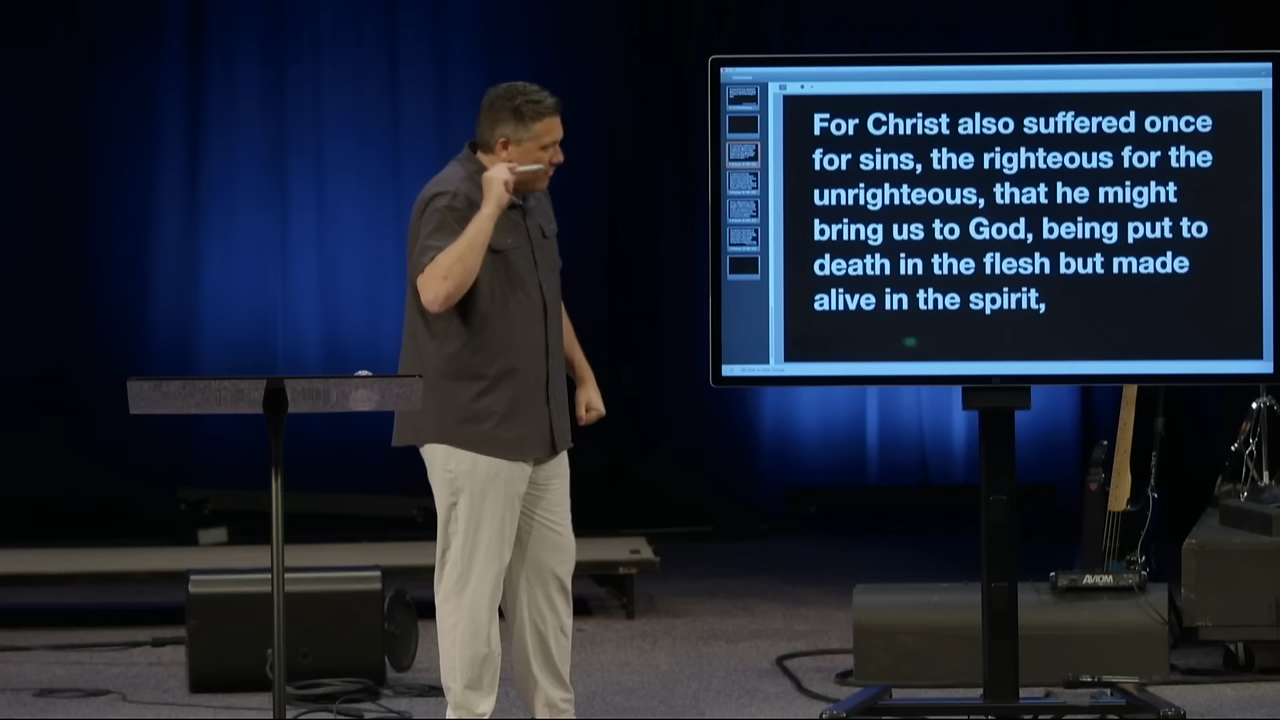 For Christ also suffered once
for sins, the righteous for the
unrighteous, that he might
bring us to God, being put to
death in the flesh but made
alive in the spirit,
AVIOM